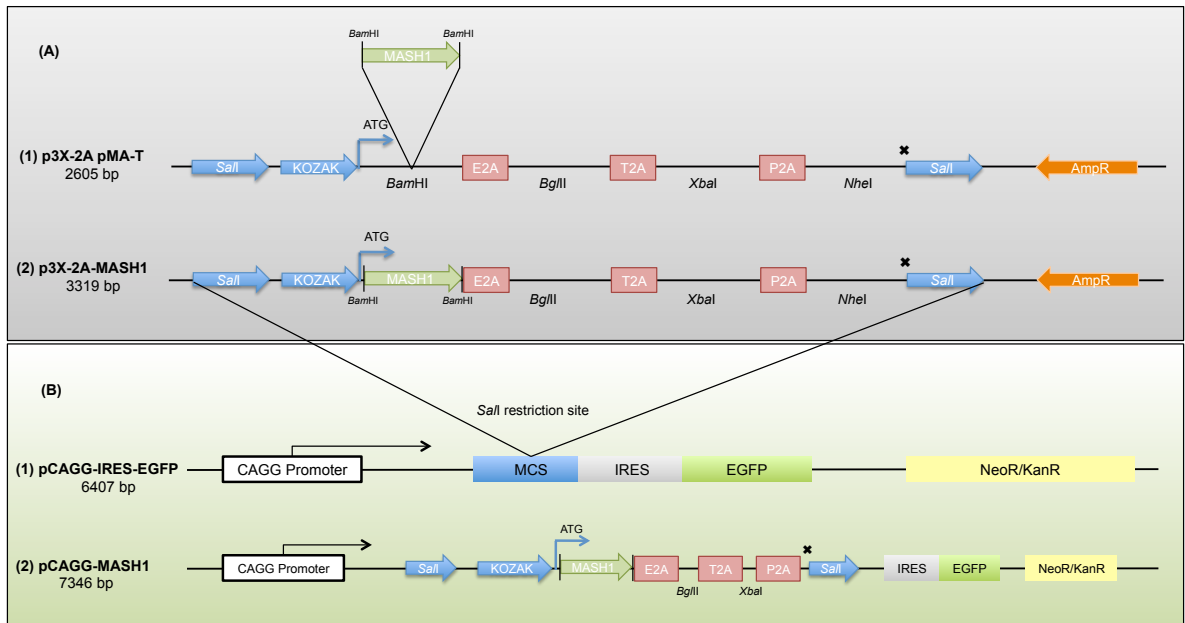 (A)
BamHI BamHI
MASH1
ATG
(1) p3X-2A pMA-T
2605 bp
SalI KOZAK BamHI E2A BglII T2A XbaI P2A NheI SalI AmpR
ATG
(2) p3X-2A-MASH1
3319 bp
SalI KOZAK MASH1 E2A T2A P2A SalI AmpR
BamHI BamHI BglII XbaI NheI
(B)
SalI restriction site
(1) pCAGG-IRES-EGFP
6407 bp
CAGG Promoter MCS IRES EGFP NeoR/KanR
ATG
(2) pCAGG-MASH1
7346 bp
CAGG Promoter SalI KOZAK MASH1 E2A T2A P2A SalI IRES EGFP NeoR/KanR
BglII XbaI